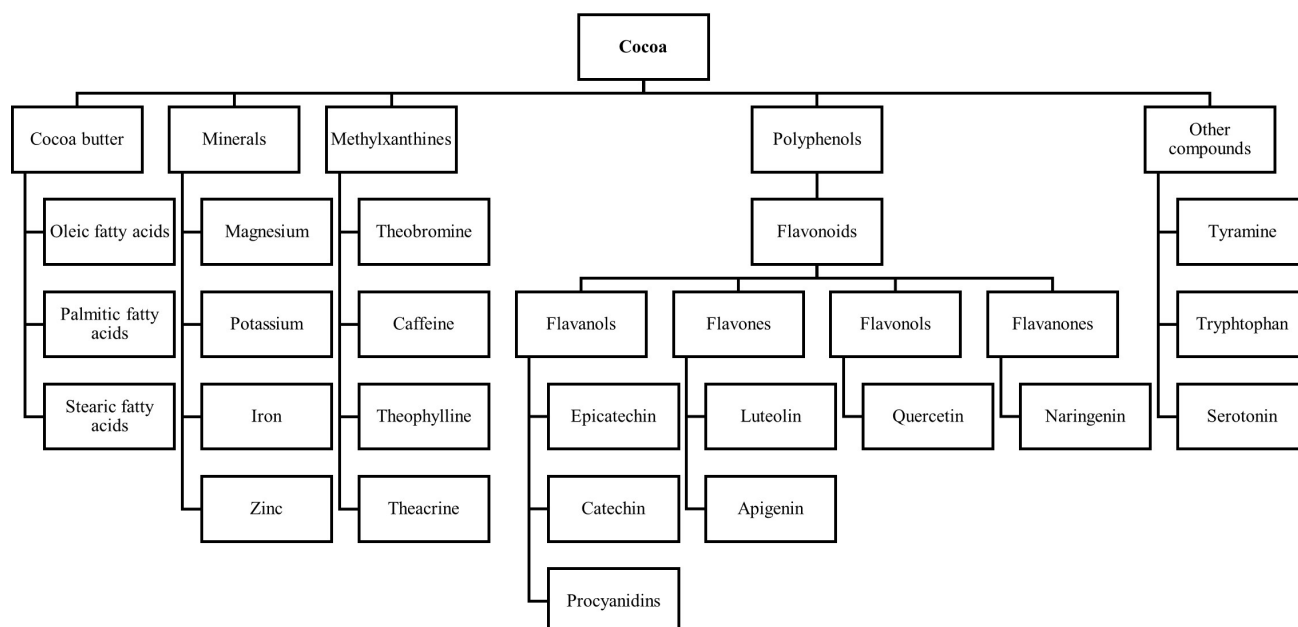 Cocoa
Cocoa butter
Minerals
Methylxanthines
Polyphenols
Other
compounds
Oleic fatty acids
Magnesium
Theobromine
Flavonoids
Tyramine
Palmitic fatty
acids
Potassium
Caffeine
Flavanols
Flavones
Flavonols
Flavanones
Tryphtophan
Stearic fatty
acids
Iron
Theophylline
Epicatechin
Luteolin
Quercetin
Naringenin
Serotonin
Zinc
Theacrine
Catechin
Apigenin
Procyanidins